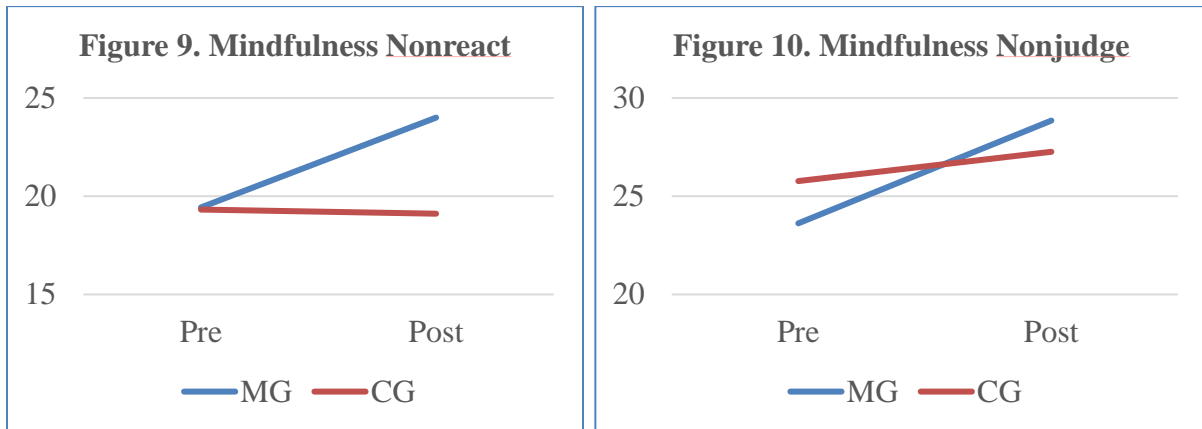 Figure 9. Mindfulness Nonreact
25
20
15
Pre Post
MG CG
Figure 10. Mindfulness Nonjudge
30
25
20
Pre Post
MG CG